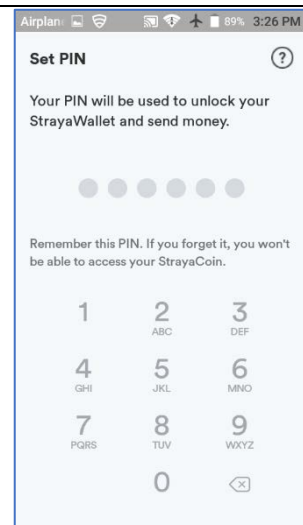 Airplan 89% 3:26 PM
Set PIN ?
Your PIN will be used to unlock your
StrayaWallet and send money.
Remember this PIN. If you forget it, you won't
be able to access your StrayaCoin.
1 2 3
ABC DEF
4 5 6
GHI JKL MNO
7 8 9
PQRS TUV WXYZ
0